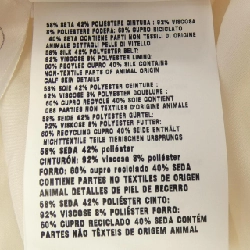 58% SETA 42% POLIESTERE CINTURA: 92% VISCOSA
8% POLIESTERE FODERA: 60% CUPRO RICICLATO
40% SETA CONTIENE PARTI NON TESSILI DI ORIGINE
ANIMALE DETTAGLI PELLE DI VITELLO
58% SILK 42% POLYESTER BELT:
92% VISCOSE 8% POLYESTER LINING:
60% RECYCLED CUPRO 40% SILK CONTAINS
NON-TEXTILE PARTS OF ANIMAL ORIGIN
CALF SKIN DETAILS
58% SOIE 42% POLYESTER CEINTURE:
92% VISCOSE 8% POLYESTER DOUBLURE:
60% CUPRO RECYCLÉ 40% SOIE CONTIENT
DES PARTIES NON TEXTILES D'ORIGINE ANIMALE
58% SEIDE 42% POLYESTER GÜRTEL:
92% VISCOSE 8% POLYESTER FUTTER:
60% RECYCLING CUPRO 40% SEIDE ENTHÄLT
NICHTTEXTILE TEILE TIERISCHEN URSPRUNGS
58% SEDA 42% poliéster
CINTURÓN: 92% viscosa 8% poliéster
FORRO: 60% cupro reciclado 40% SEDA
CONTIENE PARTES NO TEXTILES DE ORIGEN
ANIMAL DETALLES DE PIEL DE BECERRO
58% SEDA 42% POLIÉSTER CINTO:
92% VISCOSE 8% POLIÉSTER FORRO:
60% CUPRO RECICLADO 40% SEDA CONTÉM
PARTES NÃO TÊXTEIS DE ORIGEM ANIMAL